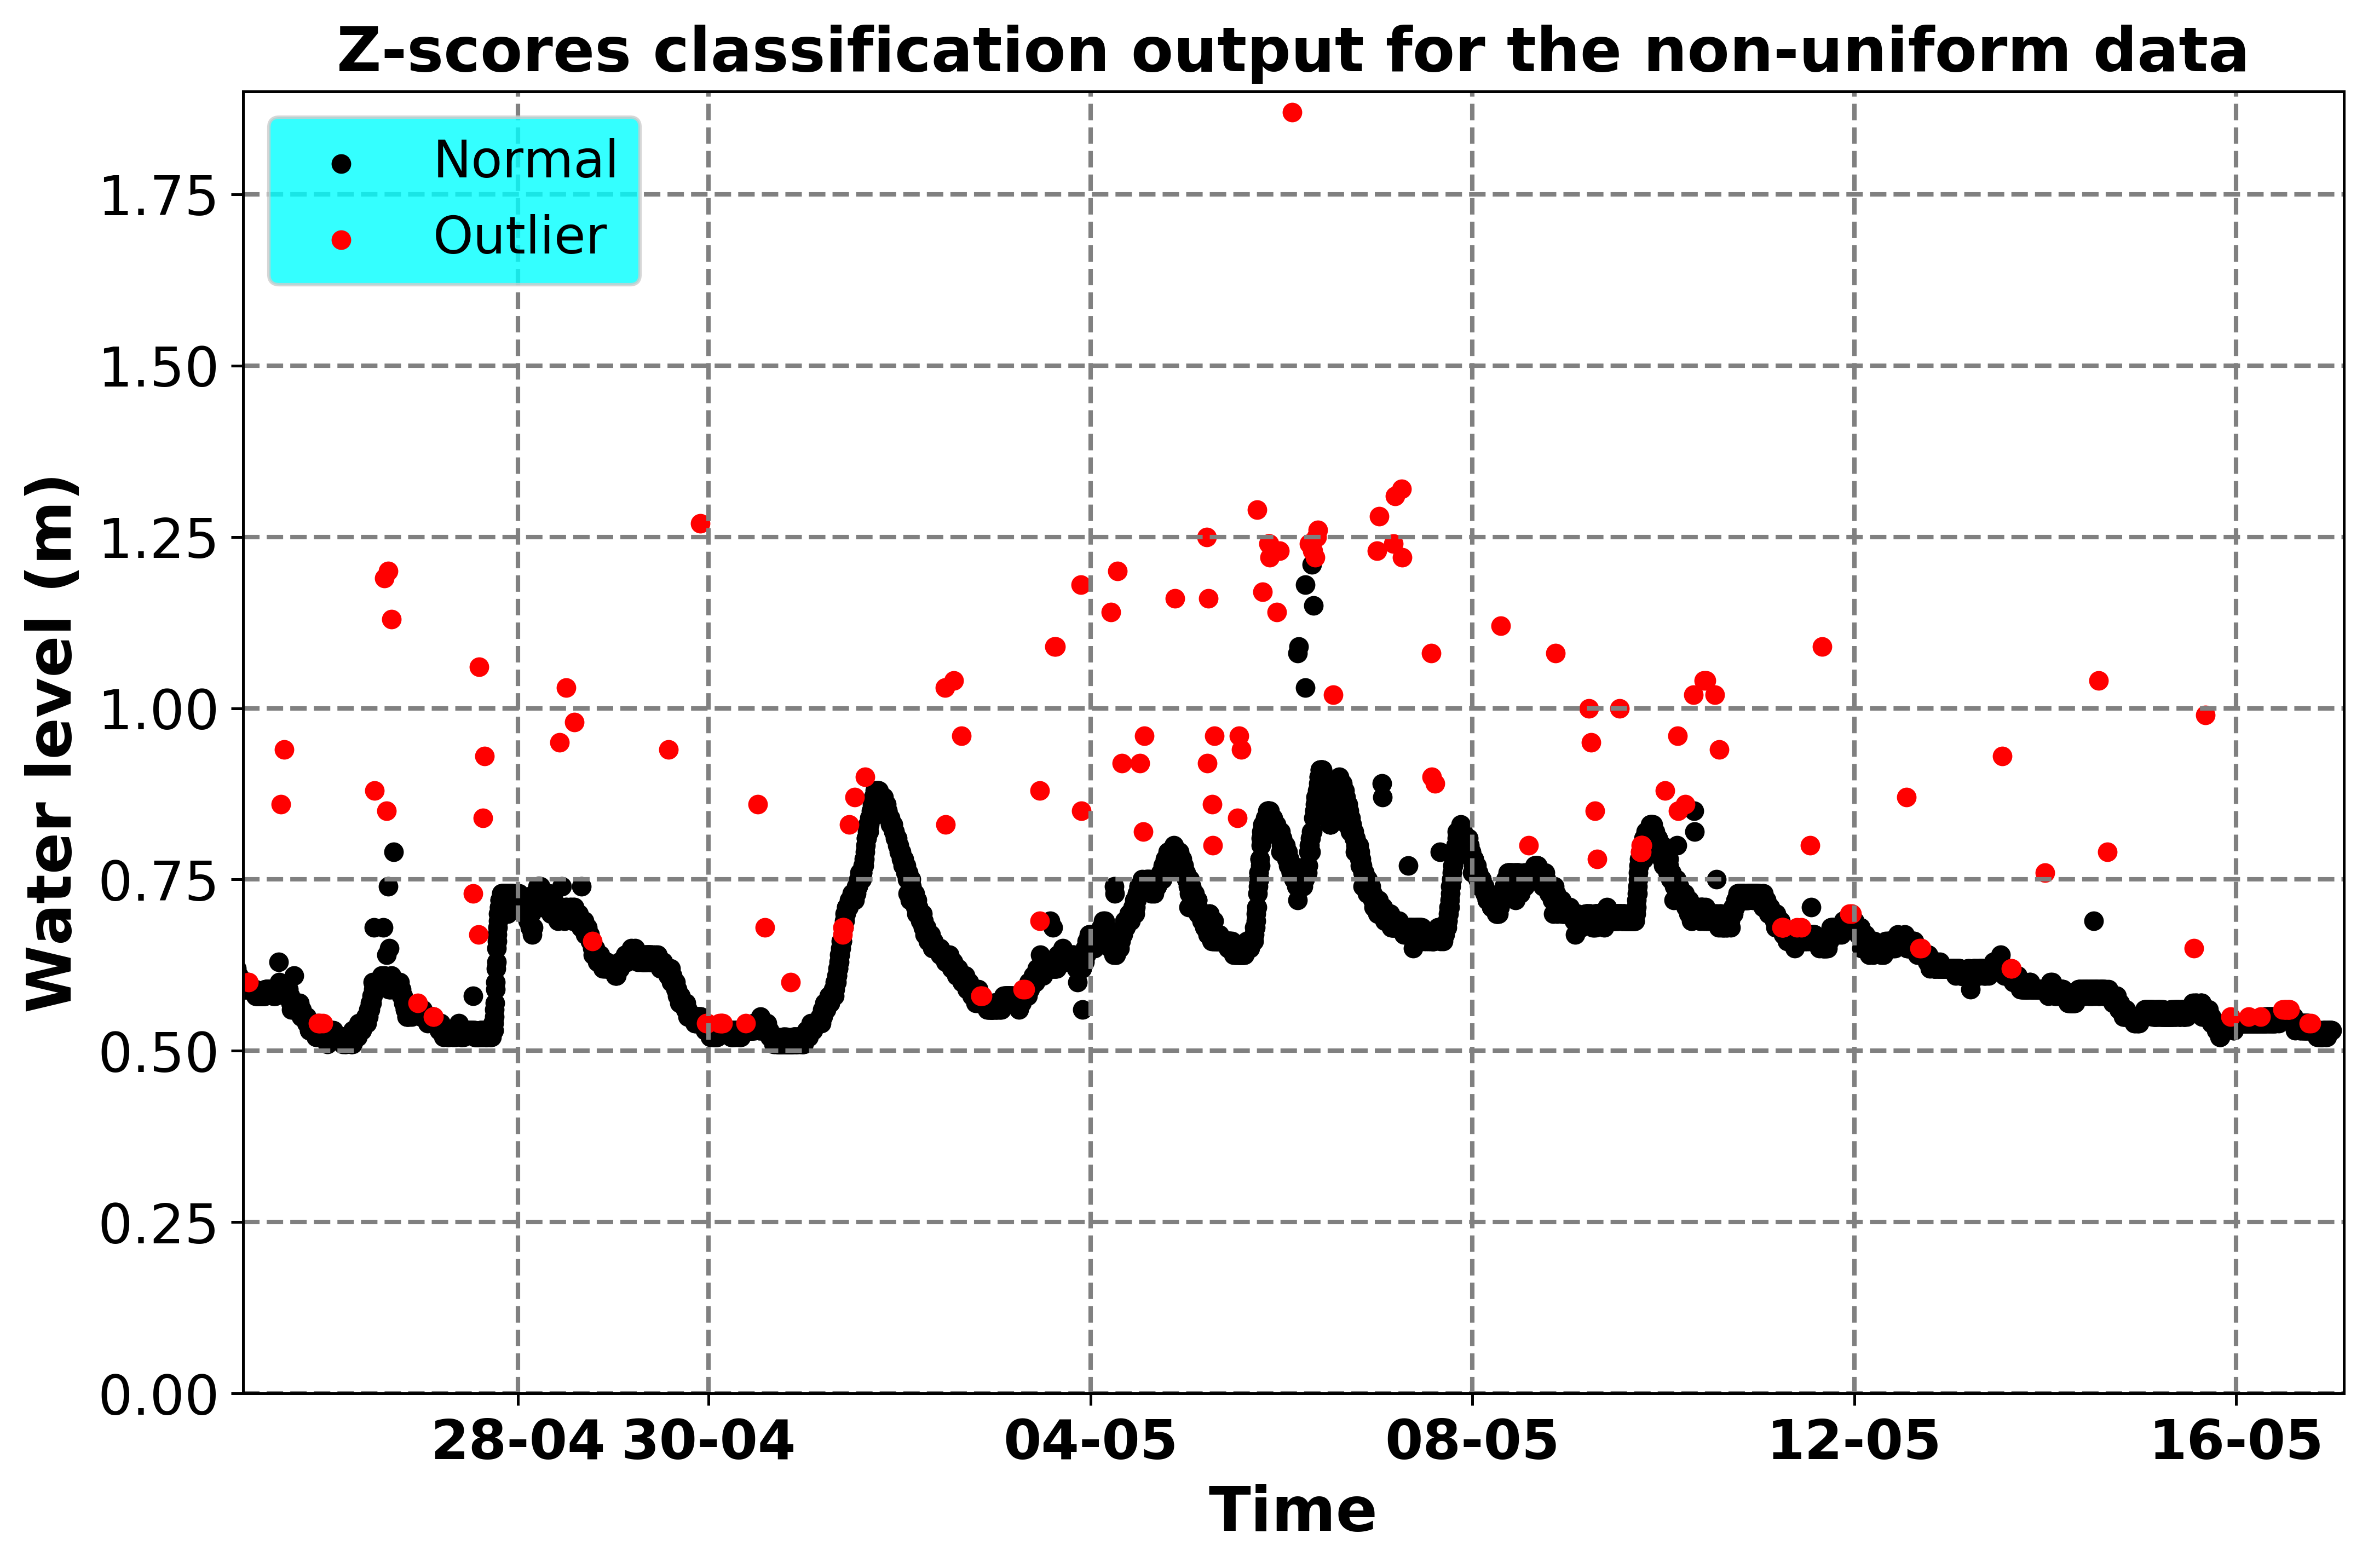 Z-scores classification output for the non-uniform data
Normal
Outlier
1.75
1.50
1.25
1.00
0.75
0.50
0.25
0.00
Water level (m)
28-04 30-04 04-05 08-05 12-05 16-05
Time